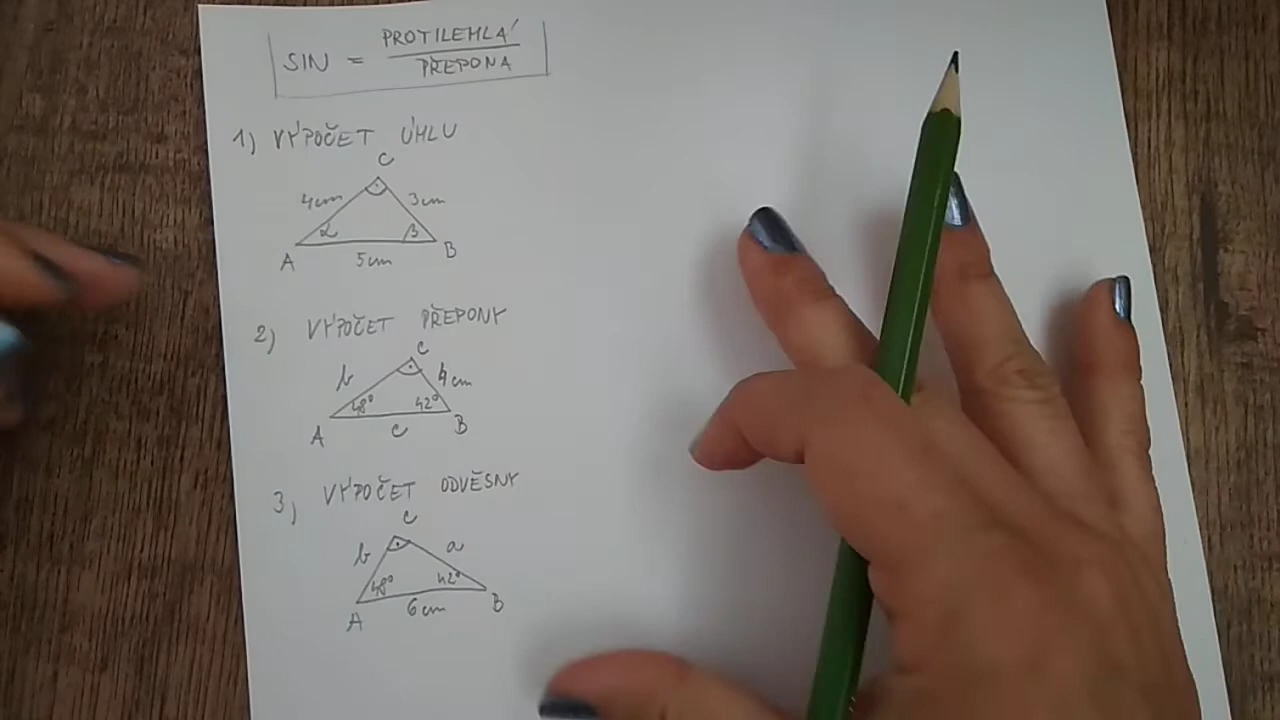 SIN = PROTILEHLÁ
PŘEPONA
1) VÝPOČET ÚHLU
C
4cm 3cm
α β
A 5cm B
2) VÝPOČET PŘEPONY
C
b 4cm
48° 42°
A c B
3) VÝPOČET ODVĚSNY
C
b a
48° 42°
A 6cm B